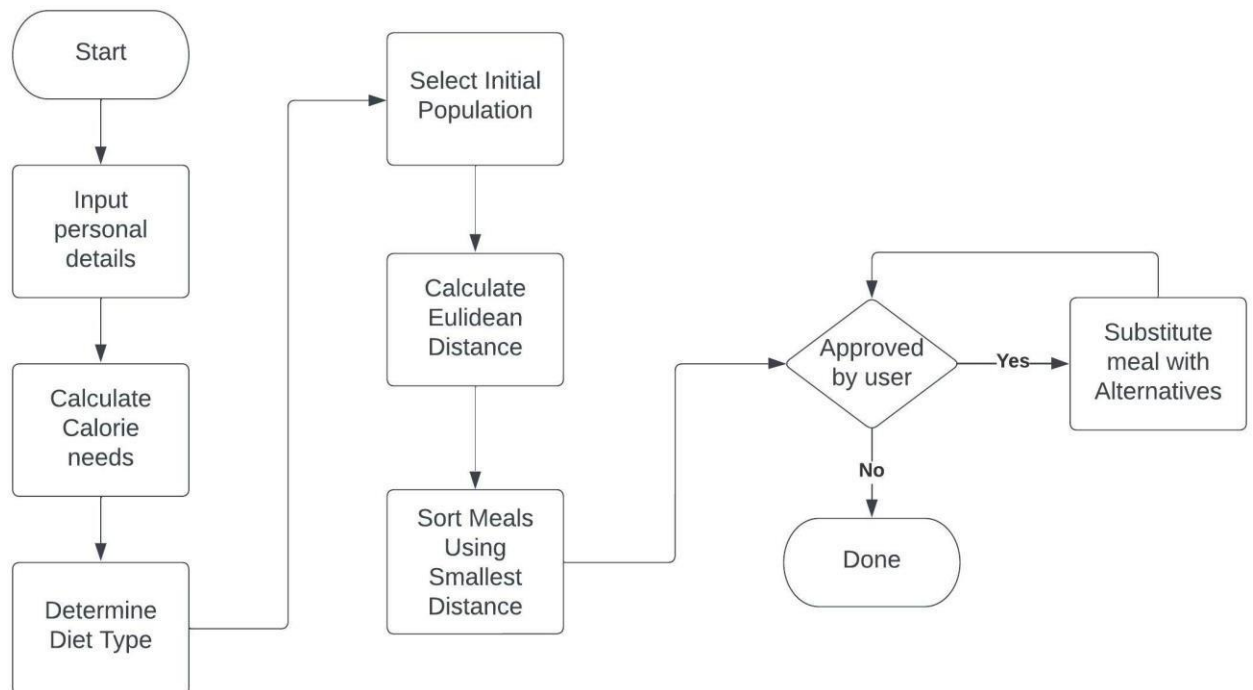 Start
Input
personal
details
Calculate
Calorie
needs
Determine
Diet Type
Select Initial
Population
Calculate
Eulidean
Distance
Sort Meals
Using
Smallest
Distance
Approved
by user
Yes
Substitute
meal with
Alternatives
No
Done